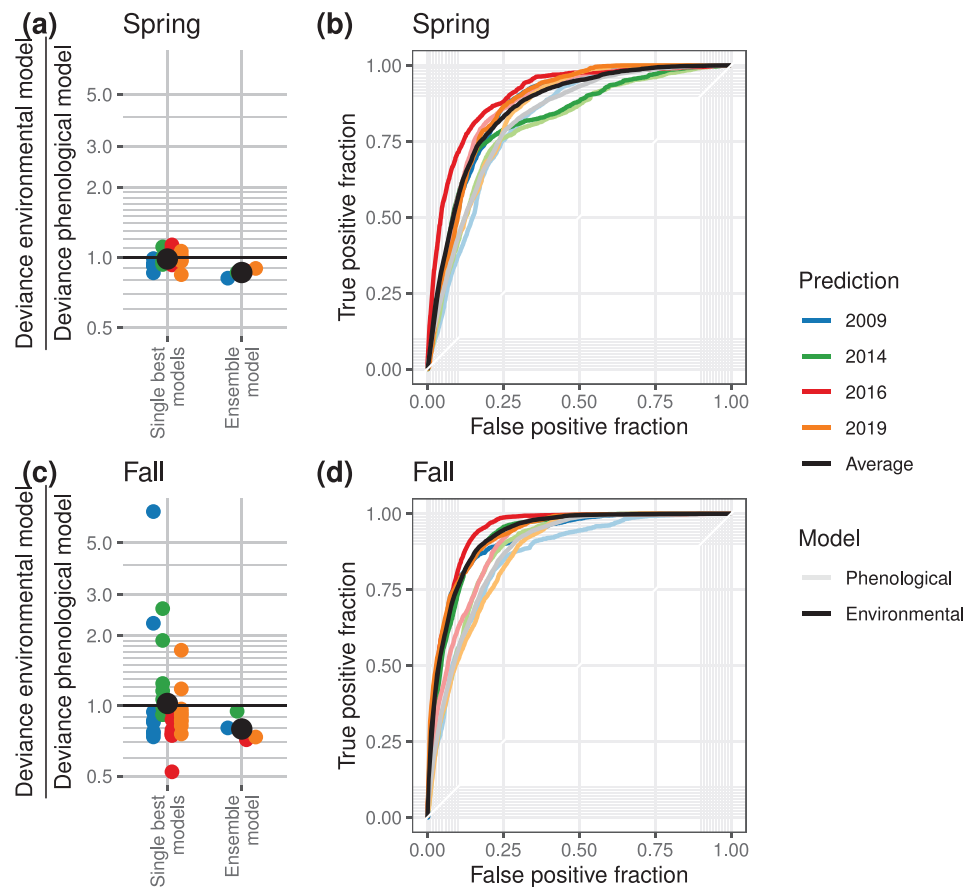 (a) Spring
Deviance environmental model
Deviance phenological model
5.0
3.0
2.0
1.0
0.5
Single best models
Ensemble model
(b) Spring
True positive fraction
1.00
0.75
0.50
0.25
0.00
0.00 0.25 0.50 0.75 1.00
False positive fraction
(c) Fall
Deviance environmental model
Deviance phenological model
5.0
3.0
2.0
1.0
0.5
Single best models
Ensemble model
(d) Fall
True positive fraction
1.00
0.75
0.50
0.25
0.00
0.00 0.25 0.50 0.75 1.00
False positive fraction
Prediction
2009
2014
2016
2019
Average
Model
Phenological
Environmental